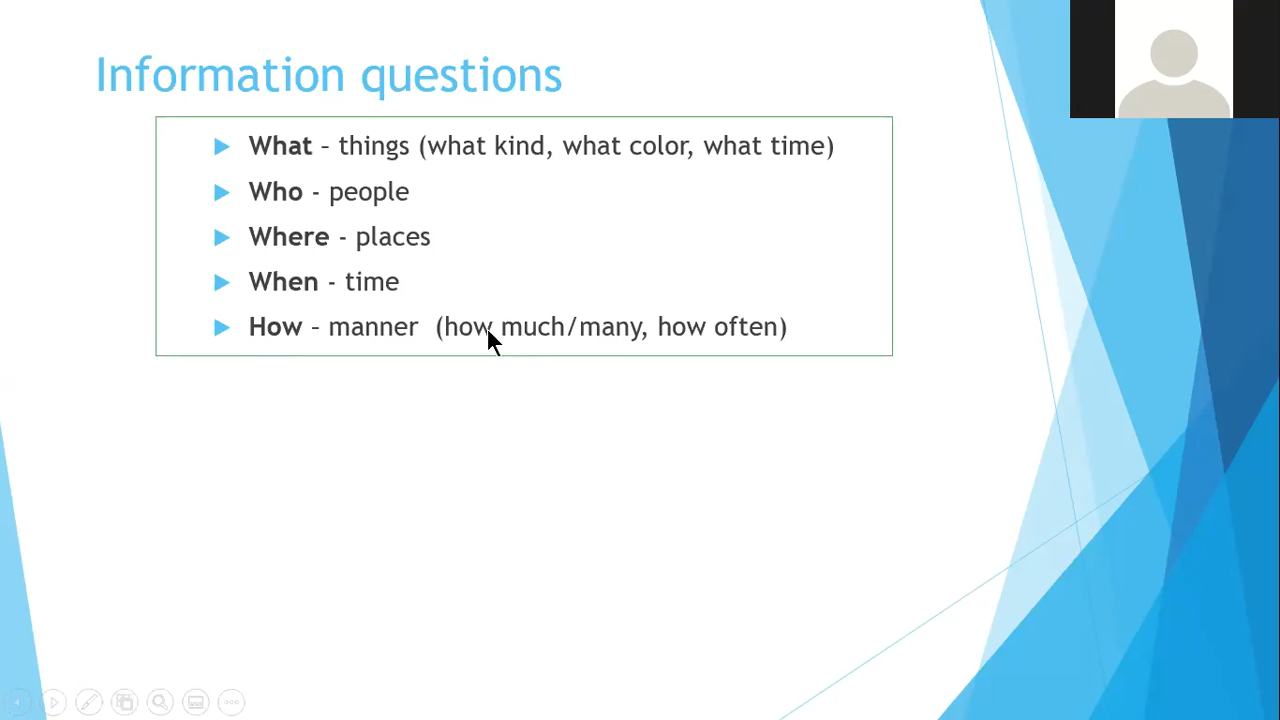 Information questions
What – things (what kind, what color, what time)
Who - people
Where - places
When - time
How – manner  (how much/many, how often)